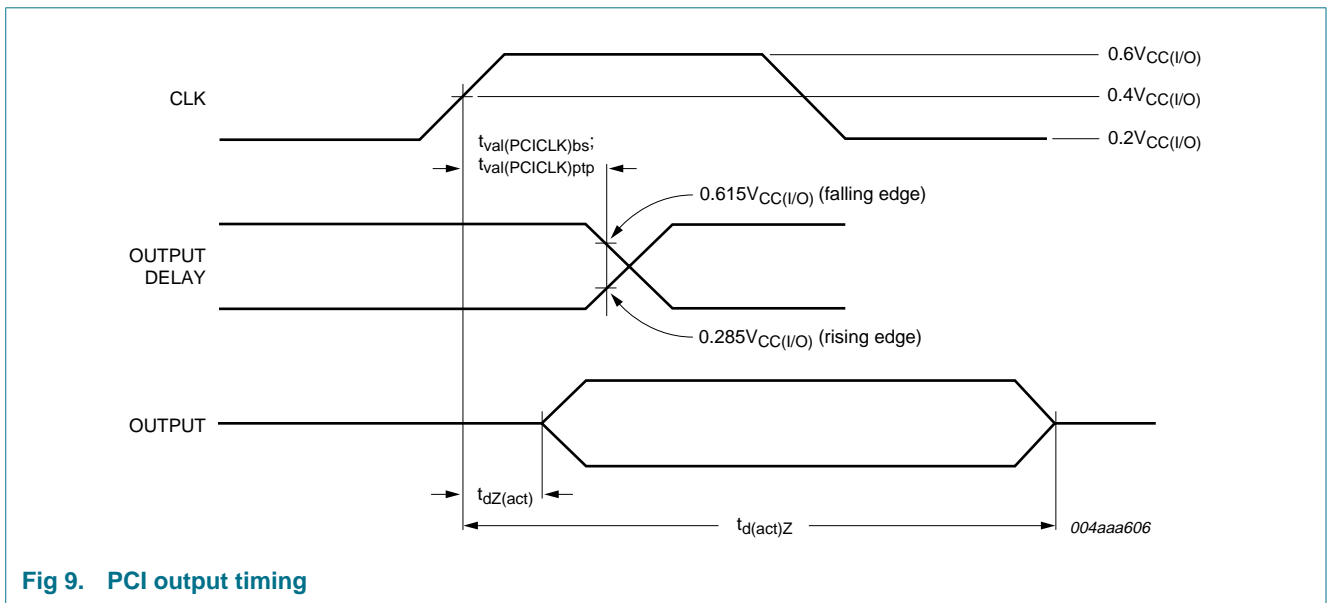 0.6VCC(I/O)
CLK
0.4VCC(I/O)
0.2VCC(I/O)
tval(PCICLK)bs;
tval(PCICLK)ptp
0.615VCC(I/O) (falling edge)
OUTPUT
DELAY
0.285VCC(I/O) (rising edge)
OUTPUT
tdZ(act)
td(act)Z
004aaa606
Fig 9. PCI output timing